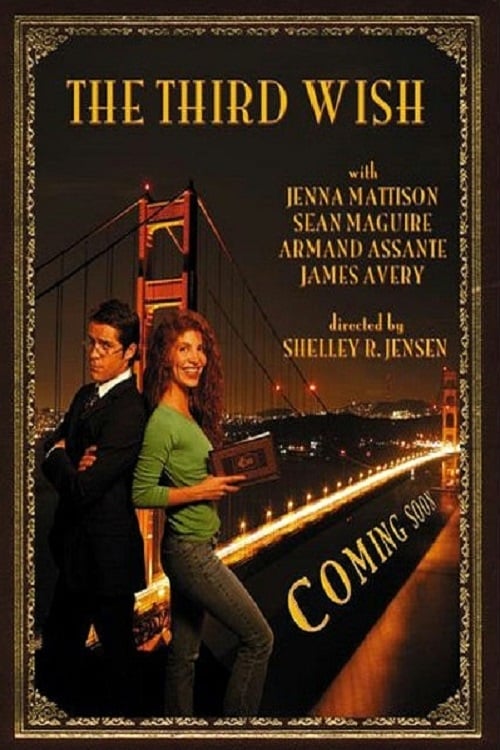 THE THIRD WISH
with
JENNA MATTISON
SEAN MAGUIRE
ARMAND ASSANTE
JAMES AVERY
directed by
SHELLEY R. JENSEN
COMING SOON